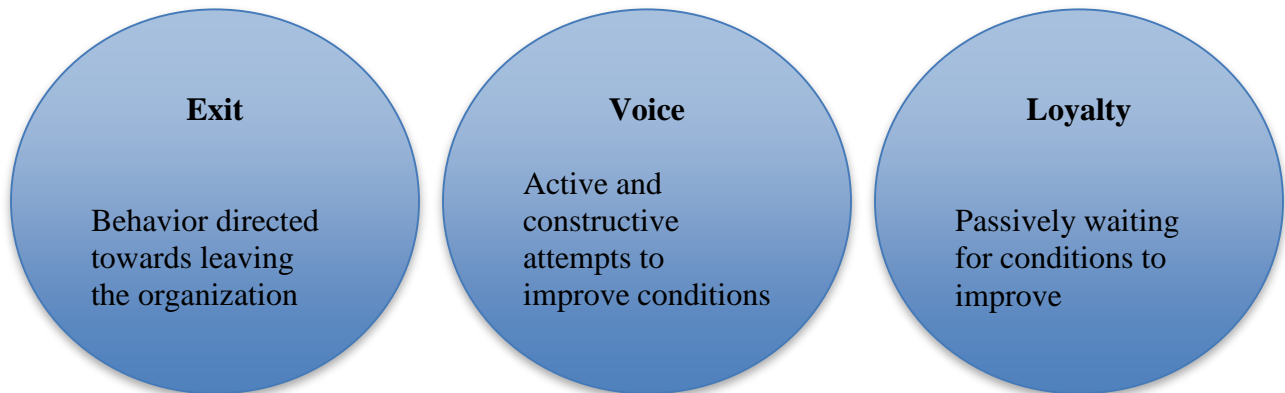 Exit
Behavior directed
towards leaving
the organization
Voice
Active and
constructive
attempts to
improve conditions
Loyalty
Passively waiting
for conditions to
improve